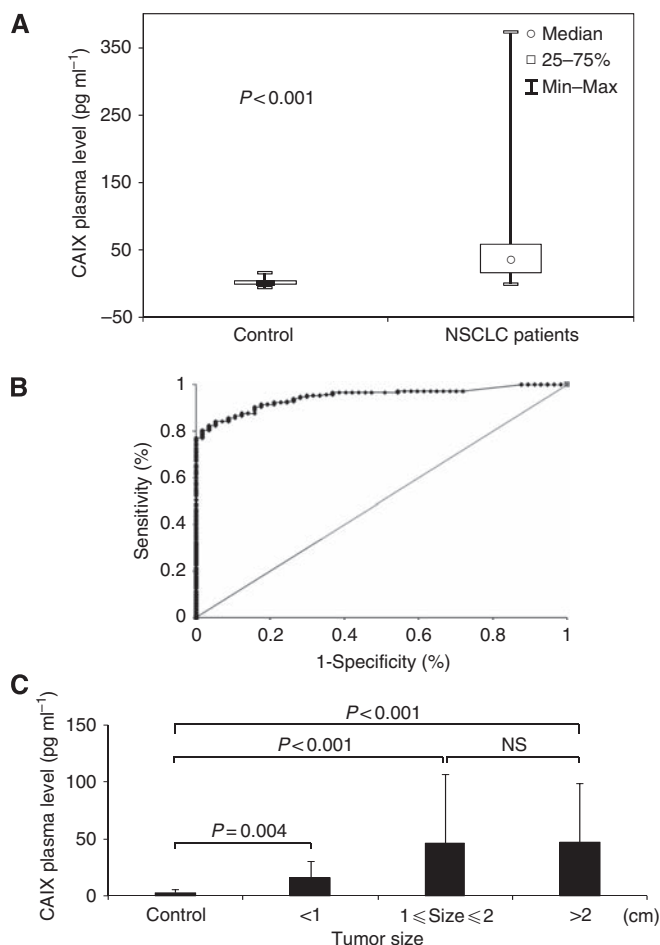 A
CAIX plasma level (pg ml⁻¹)
350
250
150
50
–50
P<0.001
Median
25–75%
Min–Max
Control
NSCLC patients
B
Sensitivity (%)
1
0.8
0.6
0.4
0.2
0
0
0.2
0.4
0.6
0.8
1
1-Specificity (%)
C
CAIX plasma level (pg ml⁻¹)
150
100
50
0
P<0.001
P<0.001
NS
P=0.004
Control
<1
1⩽Size⩽2
>2
(cm)
Tumor size